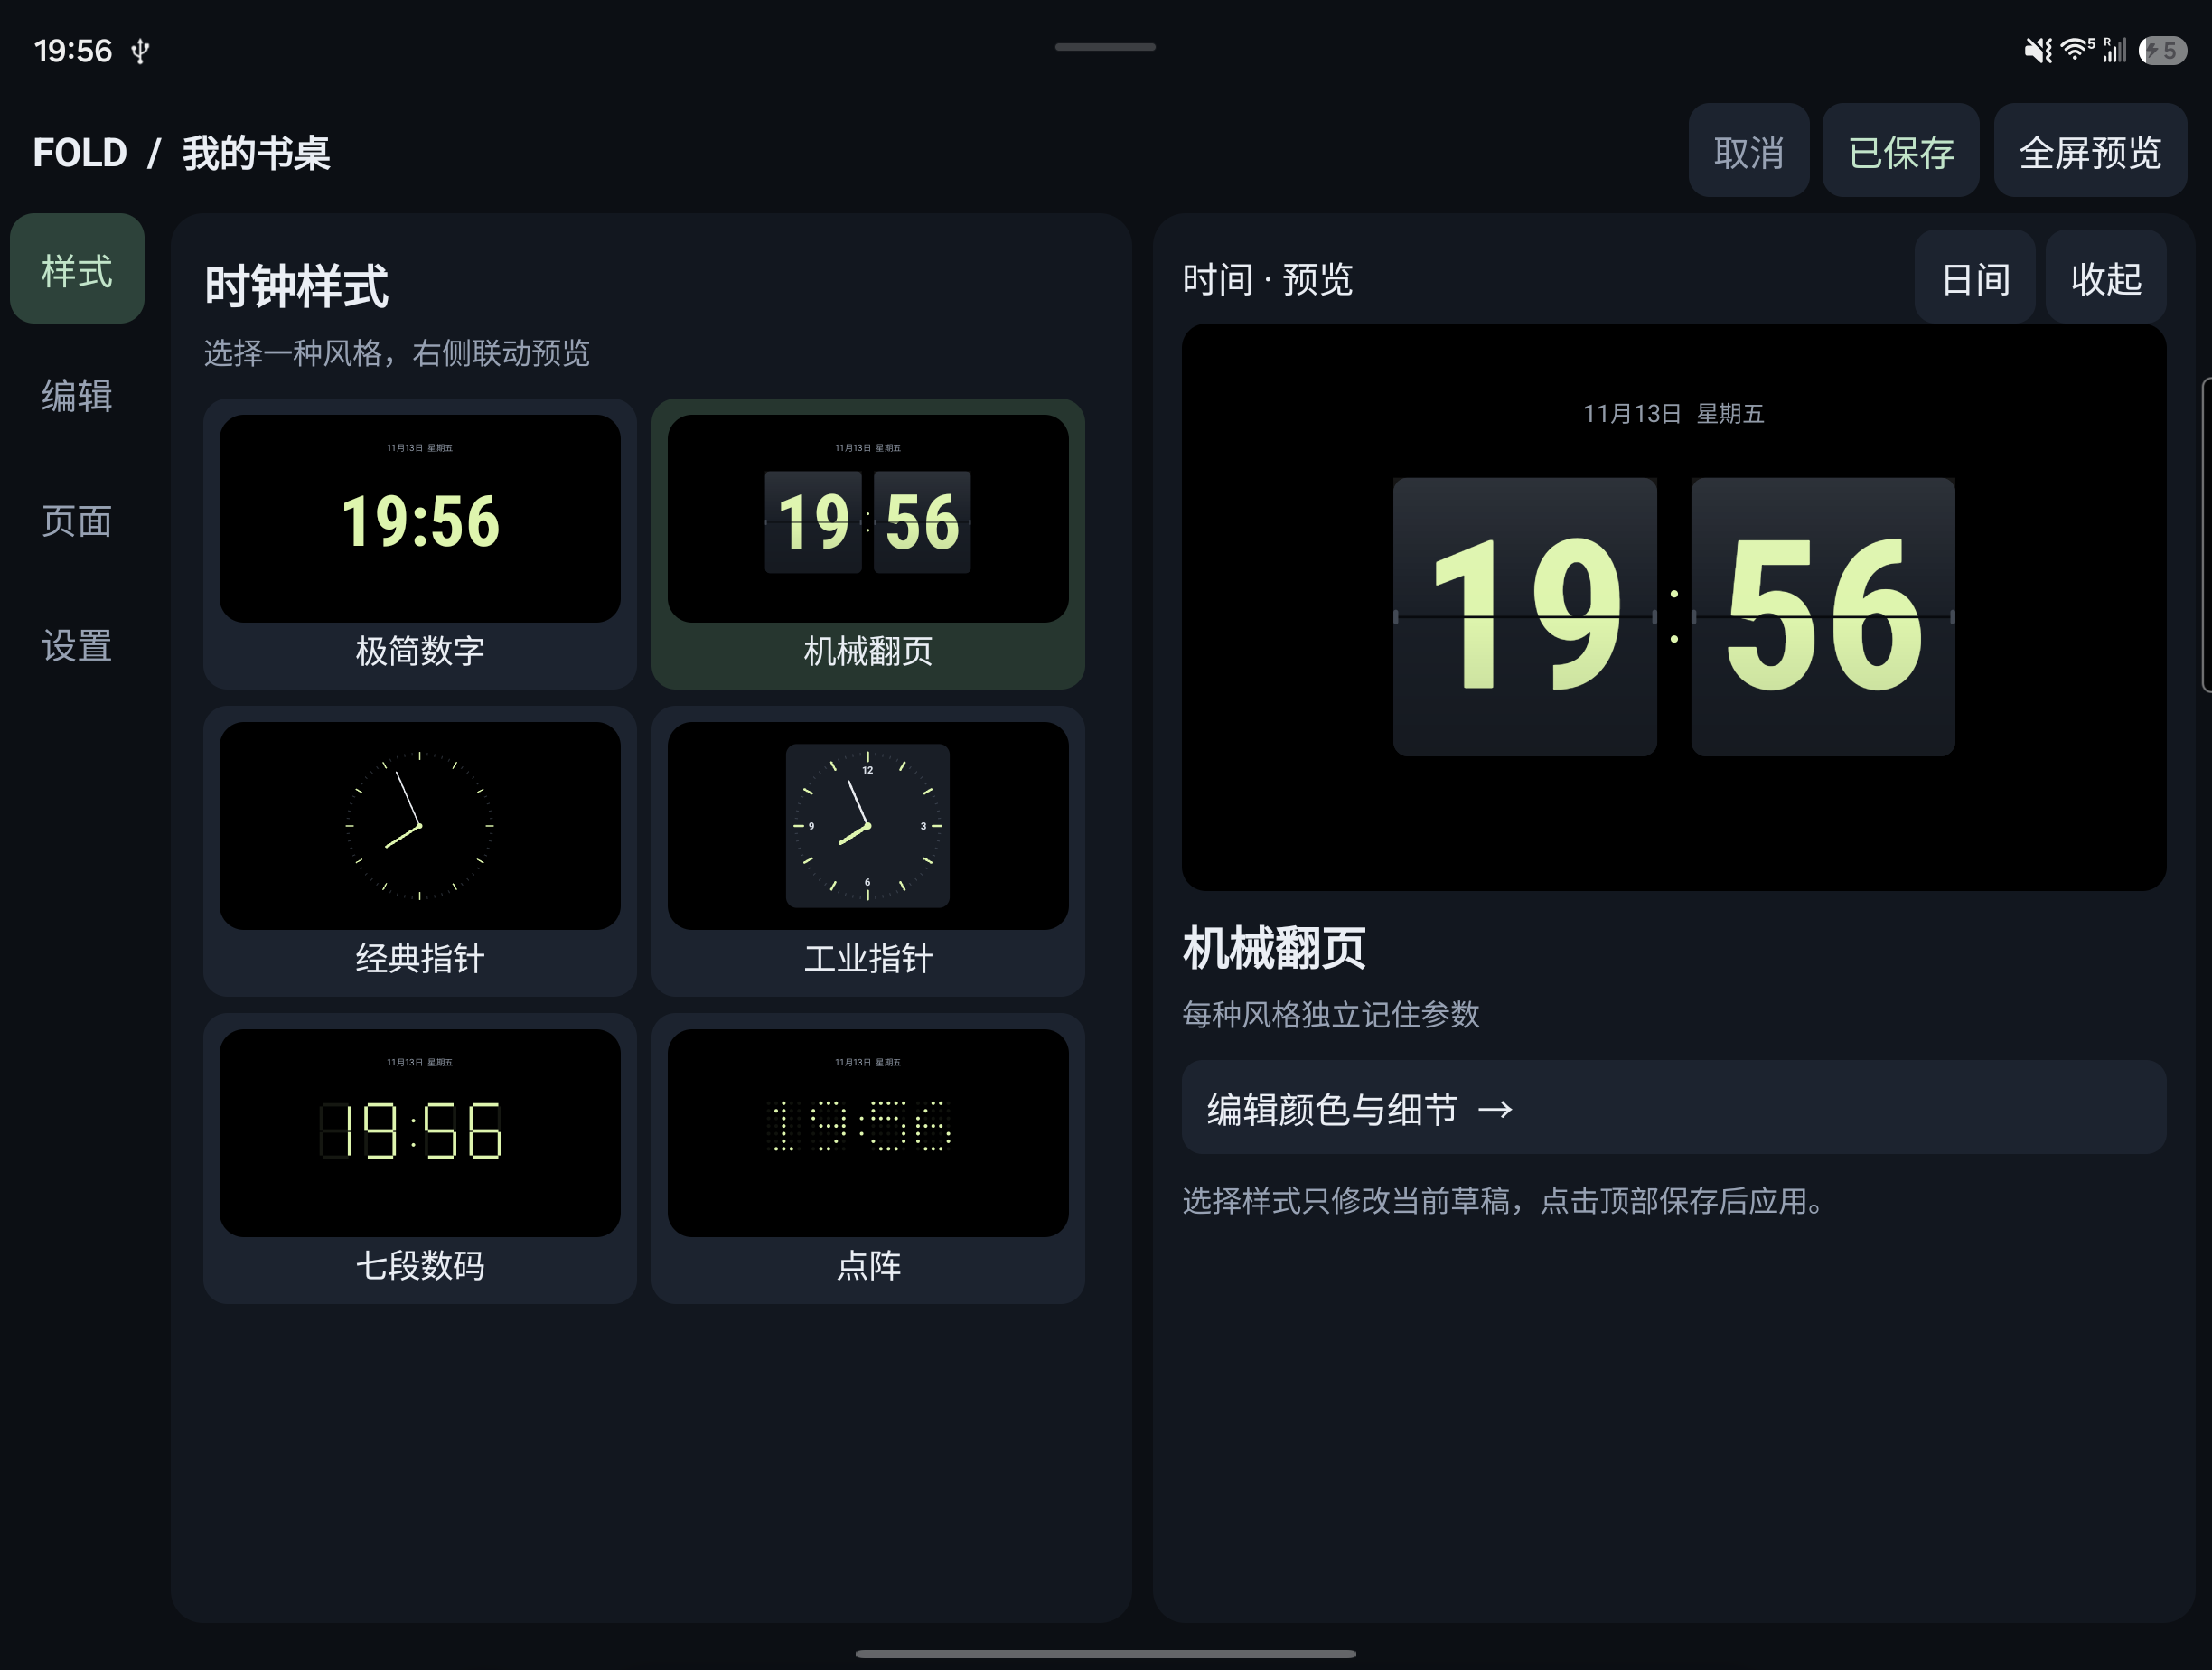 19:56
5
R
5
FOLD / 我的书桌
取消
已保存
全屏预览
样式
编辑
页面
设置
时钟样式
选择一种风格，右侧联动预览
11月13日 星期五
19:56
极简数字
11月13日 星期五
19:56
机械翻页
经典指针
12
3
6
9
工业指针
11月13日 星期五
19:56
七段数码
11月13日 星期五
19:56
点阵
时间 · 预览
日间
收起
11月13日 星期五
19:56
机械翻页
每种风格独立记住参数
编辑颜色与细节 →
选择样式只修改当前草稿，点击顶部保存后应用。